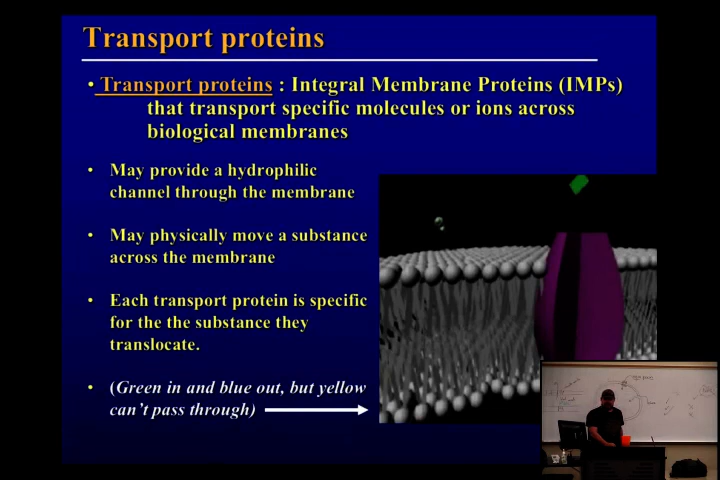 Transport proteins
• Transport proteins : Integral Membrane Proteins (IMPs)
that transport specific molecules or ions across
biological membranes
• May provide a hydrophilic
channel through the membrane
• May physically move a substance
across the membrane
• Each transport protein is specific
for the the substance they
translocate.
• (Green in and blue out, but yellow
can't pass through)